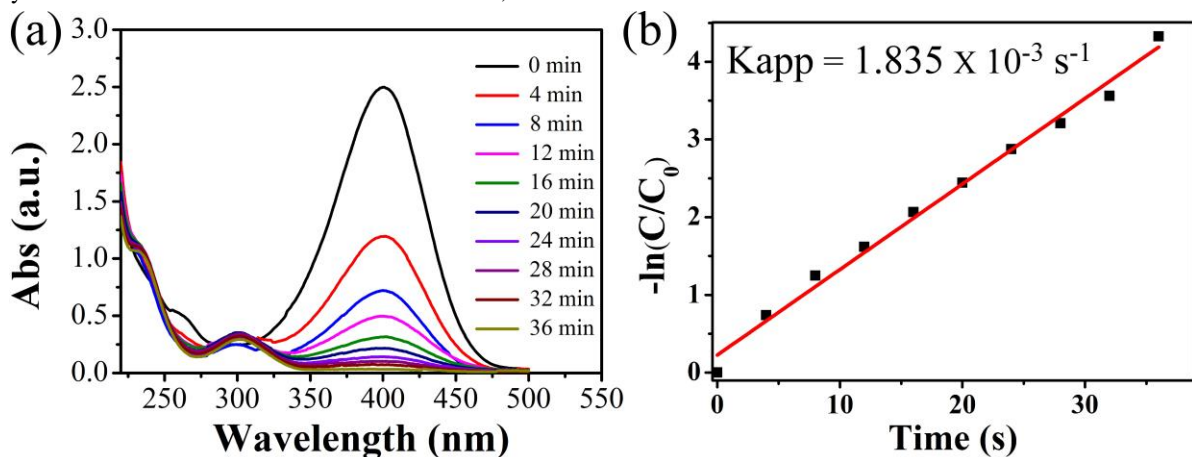 (a)
3.0
2.5
2.0
1.5
1.0
0.5
0.0
Abs (a.u.)
0 min
4 min
8 min
12 min
16 min
20 min
24 min
28 min
32 min
36 min
250 300 350 400 450 500 550
Wavelength (nm)
(b)
Kapp = 1.835 X 10⁻³ s⁻¹
4
3
2
1
0
-ln(C/C₀)
0 10 20 30
Time (s)